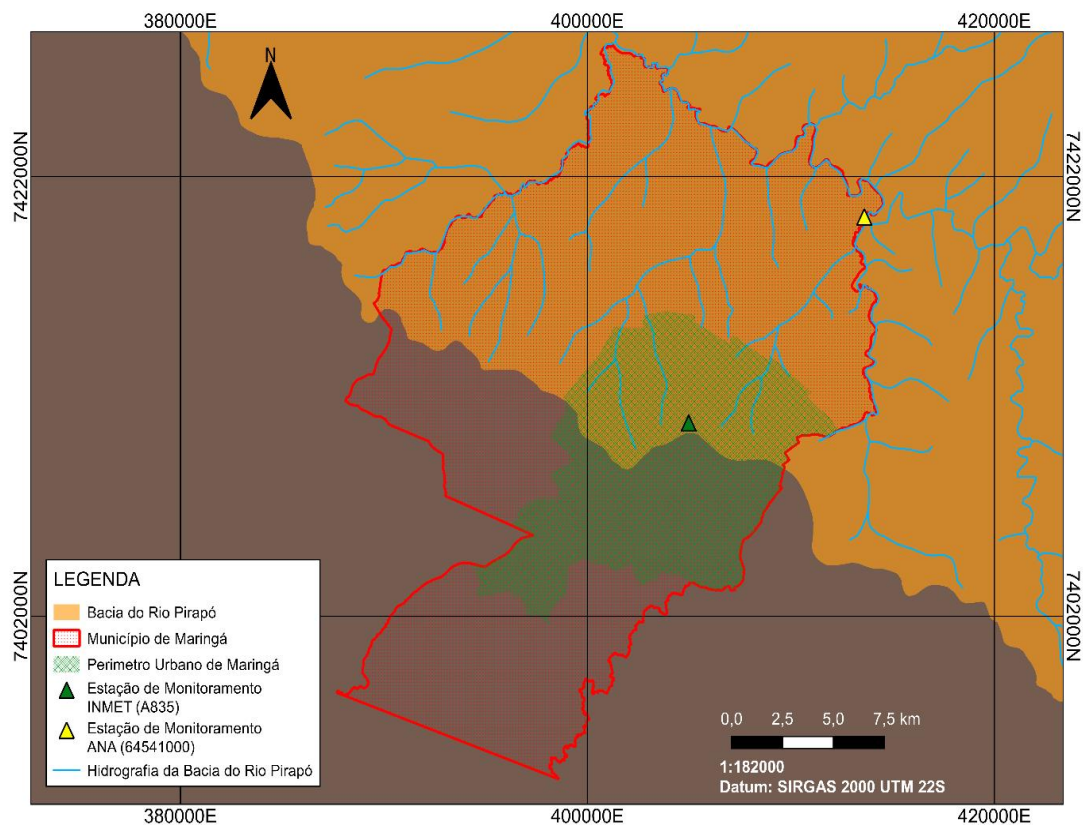 380000E
400000E
420000E
N
7422000N
7422000N
7402000N
7402000N
LEGENDA
Bacia do Rio Pirapó
Município de Maringá
Perimetro Urbano de Maringá
Estação de Monitoramento
INMET (A835)
Estação de Monitoramento
ANA (64541000)
Hidrografia da Bacia do Rio Pirapó
0,0 2,5 5,0 7,5 km
1:182000
Datum: SIRGAS 2000 UTM 22S
380000E
400000E
420000E